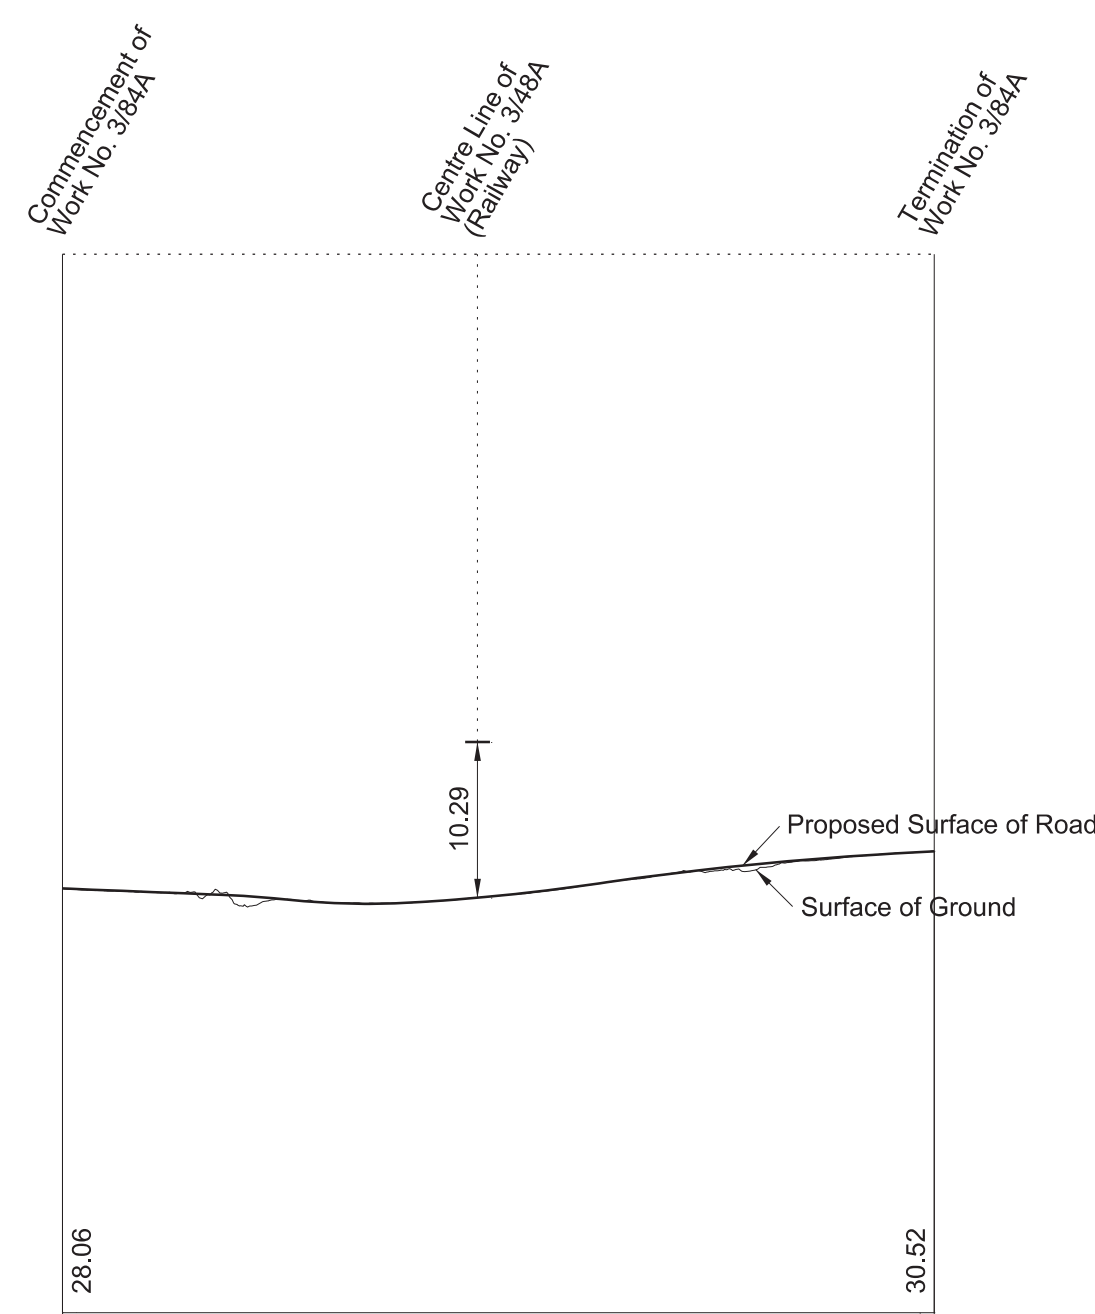 Commencement of
Work No. 3/84A
Centre Line of
Work No. 3/48A
(Railway)
Termination of
Work No. 3/84A
10.29
Proposed Surface of Road
Surface of Ground
28.06
30.52